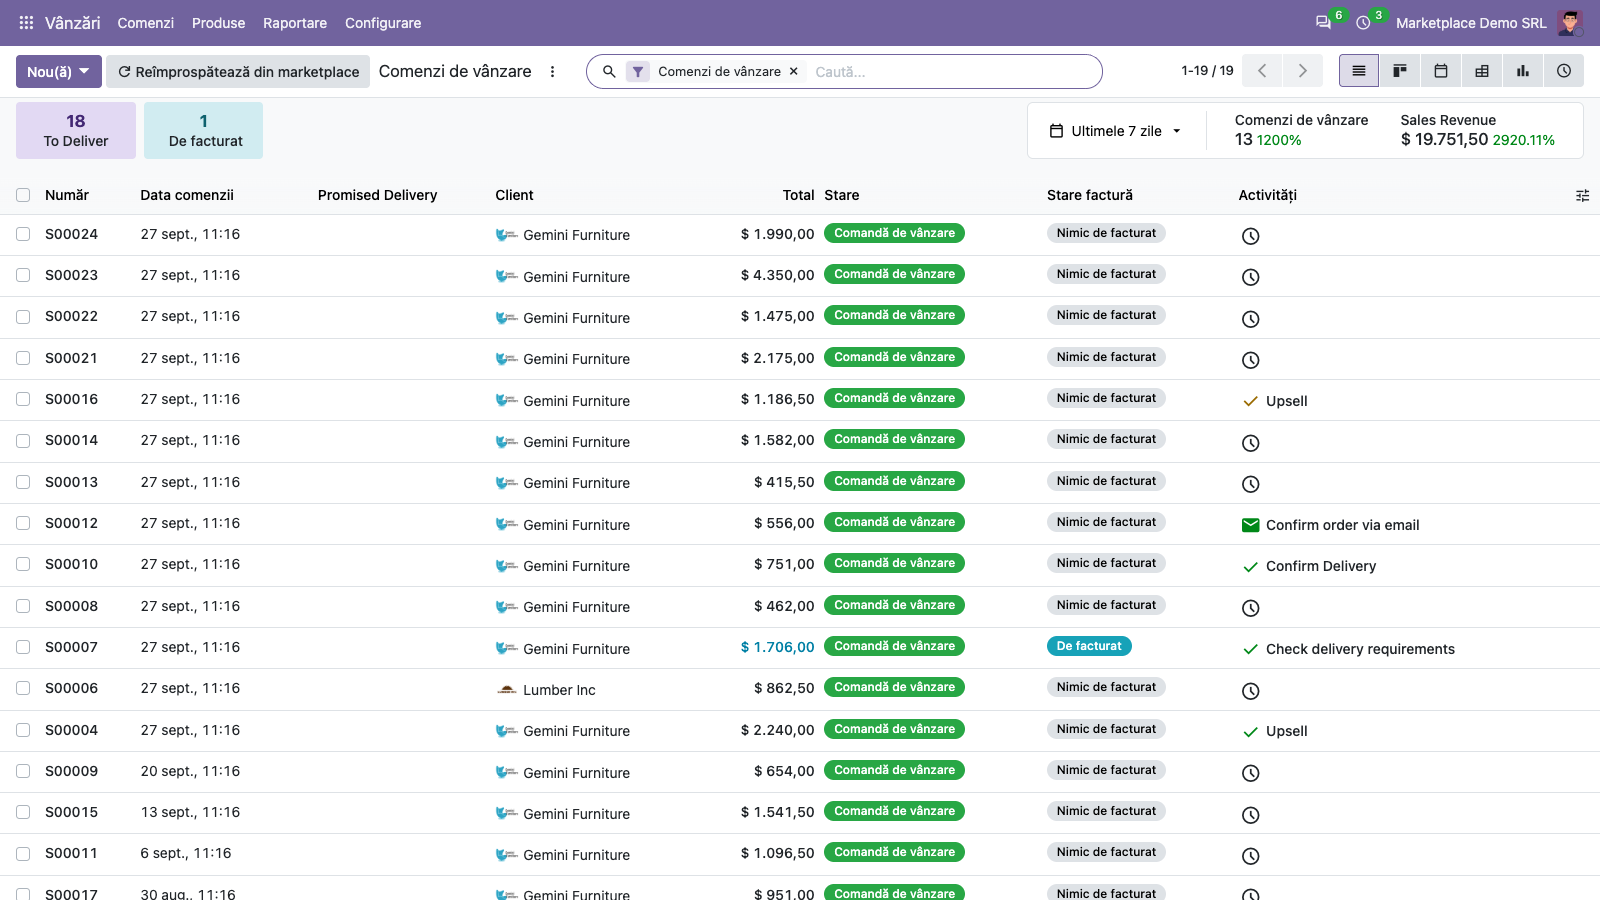 Vânzări Comenzi Produse Raportare Configurare 6 3 Marketplace Demo SRL
Nou(ă) Reîmprospătează din marketplace Comenzi de vânzare Comenzi de vânzare Caută... 1-19 / 19
18 To Deliver
1 De facturat
Ultimele 7 zile
Comenzi de vânzare 13 1200%
Sales Revenue $ 19.751,50 2920.11%
Număr Data comenzii Promised Delivery Client Total Stare Stare factură Activități
S00024 27 sept., 11:16 Gemini Furniture $ 1.990,00 Comandă de vânzare Nimic de facturat
S00023 27 sept., 11:16 Gemini Furniture $ 4.350,00 Comandă de vânzare Nimic de facturat
S00022 27 sept., 11:16 Gemini Furniture $ 1.475,00 Comandă de vânzare Nimic de facturat
S00021 27 sept., 11:16 Gemini Furniture $ 2.175,00 Comandă de vânzare Nimic de facturat
S00016 27 sept., 11:16 Gemini Furniture $ 1.186,50 Comandă de vânzare Nimic de facturat Upsell
S00014 27 sept., 11:16 Gemini Furniture $ 1.582,00 Comandă de vânzare Nimic de facturat
S00013 27 sept., 11:16 Gemini Furniture $ 415,50 Comandă de vânzare Nimic de facturat
S00012 27 sept., 11:16 Gemini Furniture $ 556,00 Comandă de vânzare Nimic de facturat Confirm order via email
S00010 27 sept., 11:16 Gemini Furniture $ 751,00 Comandă de vânzare Nimic de facturat Confirm Delivery
S00008 27 sept., 11:16 Gemini Furniture $ 462,00 Comandă de vânzare Nimic de facturat
S00007 27 sept., 11:16 Gemini Furniture $ 1.706,00 Comandă de vânzare De facturat Check delivery requirements
S00006 27 sept., 11:16 Lumber Inc $ 862,50 Comandă de vânzare Nimic de facturat
S00004 27 sept., 11:16 Gemini Furniture $ 2.240,00 Comandă de vânzare Nimic de facturat Upsell
S00009 20 sept., 11:16 Gemini Furniture $ 654,00 Comandă de vânzare Nimic de facturat
S00015 13 sept., 11:16 Gemini Furniture $ 1.541,50 Comandă de vânzare Nimic de facturat
S00011 6 sept., 11:16 Gemini Furniture $ 1.096,50 Comandă de vânzare Nimic de facturat
S00017 30 aug., 11:16 Gemini Furniture $ 951,00 Comandă de vânzare Nimic de facturat